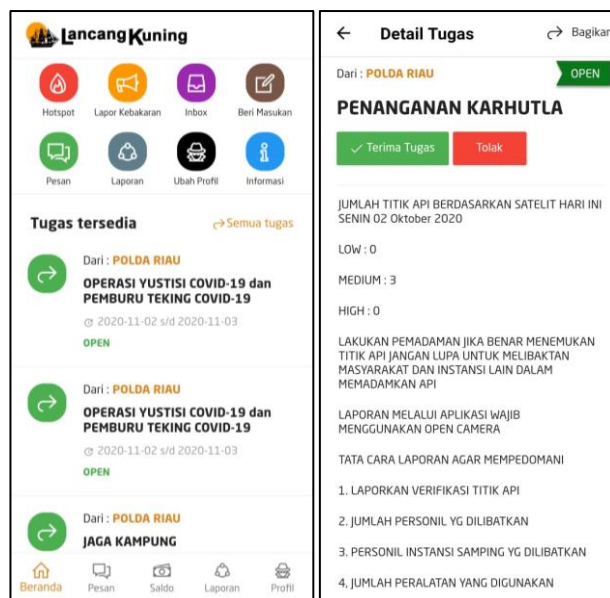 Lancang Kuning
Hotspot
Lapor Kebakaran
Inbox
Beri Masukan
Pesan
Laporan
Ubah Profil
Informasi
Tugas tersedia
Semua tugas
Dari : POLDA RIAU
OPERASI YUSTISI COVID-19 dan
PEMBURU TEKING COVID-19
2020-11-02 s/d 2020-11-03
OPEN
Dari : POLDA RIAU
OPERASI YUSTISI COVID-19 dan
PEMBURU TEKING COVID-19
2020-11-02 s/d 2020-11-03
OPEN
Dari : POLDA RIAU
JAGA KAMPUNG
Beranda
Pesan
Saldo
Laporan
Profil
Detail Tugas
Bagikan
Dari : POLDA RIAU
OPEN
PENANGANAN KARHUTLA
Terima Tugas
Tolak
JUMLAH TITIK API BERDASARKAN SATELIT HARI INI
SENIN 02 Oktober 2020
LOW : 0
MEDIUM : 3
HIGH : 0
LAKUKAN PEMADAMAN JIKA BENAR MENEMUKAN
TITIK API JANGAN LUPA UNTUK MELIBAKTAN
MASYARAKAT DAN INSTANSI LAIN DALAM
MEMADAMKAN API
LAPORAN MELALUI APLIKASI WAJIB
MENGGUNAKAN OPEN CAMERA
TATA CARA LAPORAN AGAR MEMPEDOMANI
1. LAPORKAN VERIFIKASI TITIK API
2. JUMLAH PERSONIL YG DILIBATKAN
3. PERSONIL INSTANSI SAMPING YG DILIBATKAN
4. JUMLAH PERALATAN YANG DIGUNAKAN